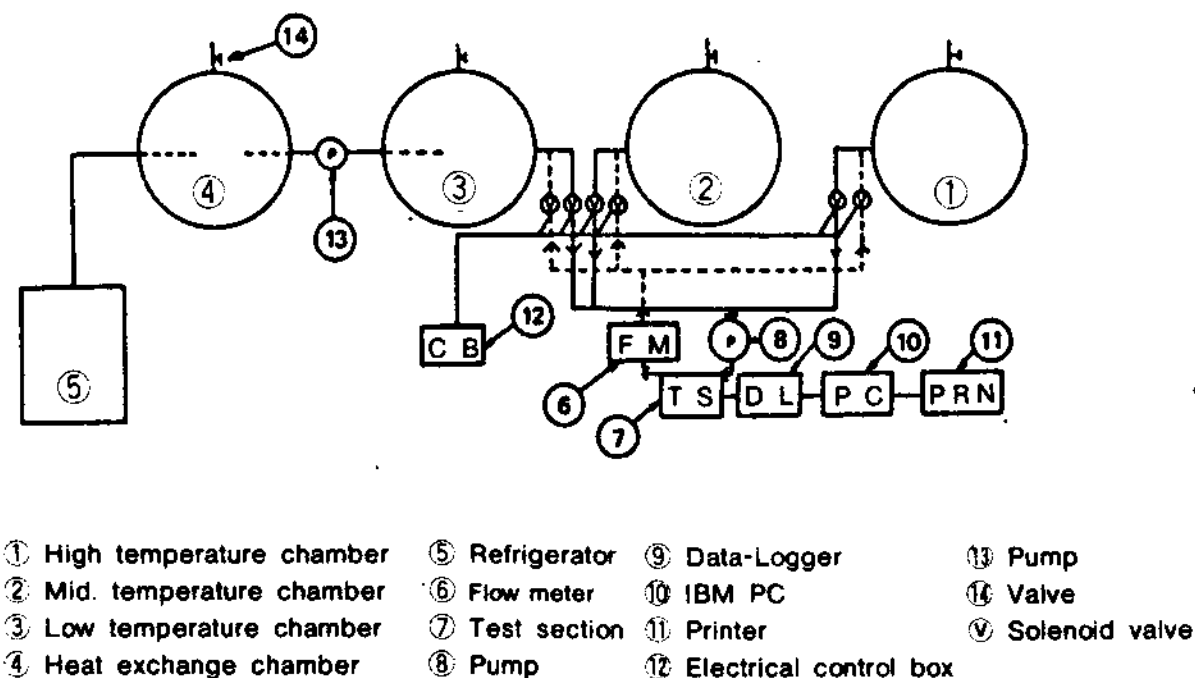 ⑭
④ P ③ ② ①
V V V V V V
⑬
⑤
C B ⑫ F M P ⑧ ⑨ ⑩ ⑪
⑥ T S D L P C P R N
⑦
① High temperature chamber ⑤ Refrigerator ⑨ Data-Logger ⑬ Pump
② Mid. temperature chamber ⑥ Flow meter ⑩ IBM PC ⑭ Valve
③ Low temperature chamber ⑦ Test section ⑪ Printer Ⓥ Solenoid valve
④ Heat exchange chamber ⑧ Pump ⑫ Electrical control box